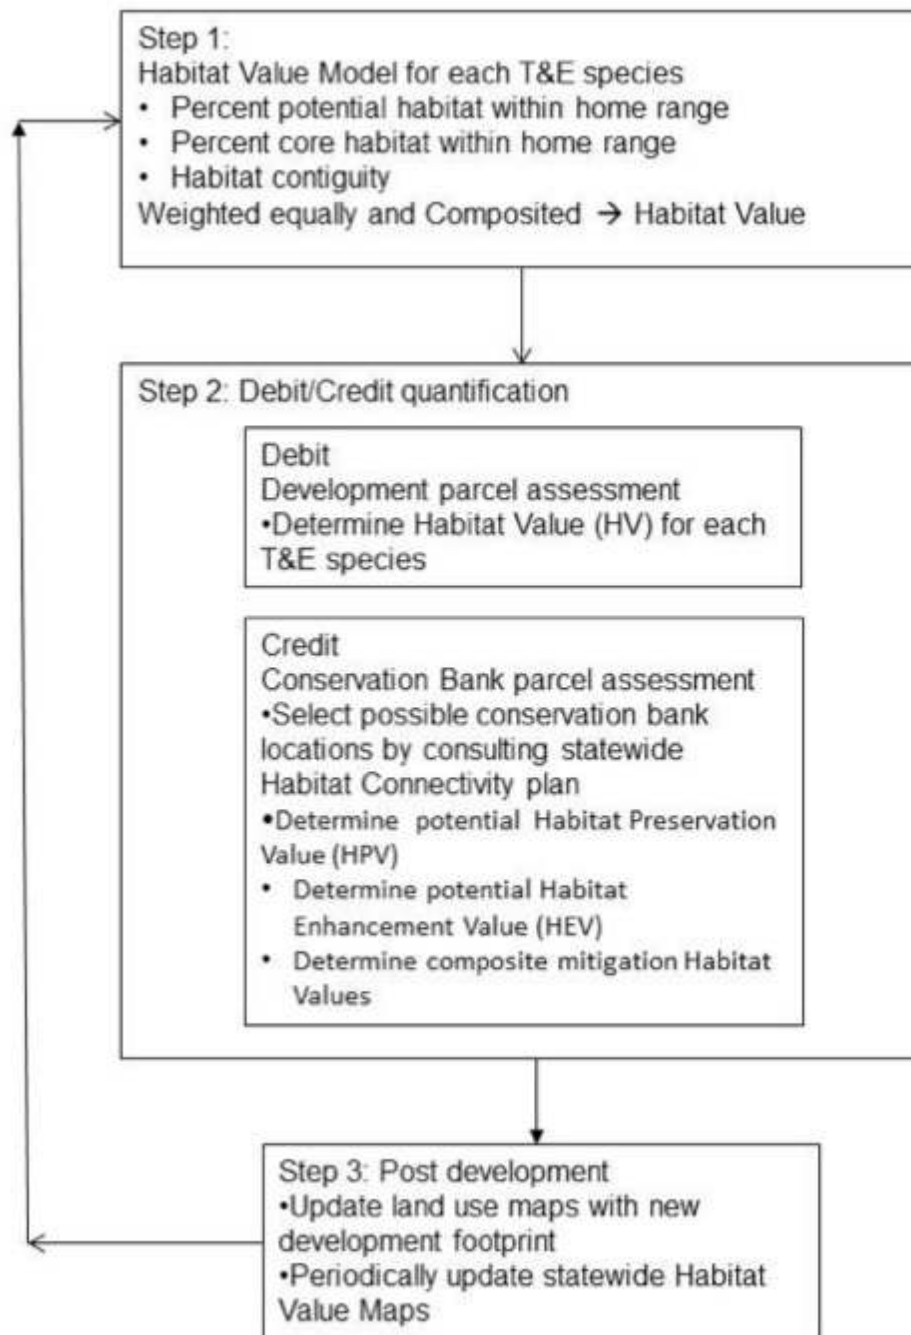 Step 1:
Habitat Value Model for each T&E species
• Percent potential habitat within home range
• Percent core habitat within home range
• Habitat contiguity
Weighted equally and Composited → Habitat Value
Step 2: Debit/Credit quantification
Debit
Development parcel assessment
•Determine Habitat Value (HV) for each
T&E species
Credit
Conservation Bank parcel assessment
•Select possible conservation bank
locations by consulting statewide
Habitat Connectivity plan
•Determine potential Habitat Preservation
Value (HPV)
• Determine potential Habitat
Enhancement Value (HEV)
• Determine composite mitigation Habitat
Values
Step 3: Post development
•Update land use maps with new
development footprint
•Periodically update statewide Habitat
Value Maps